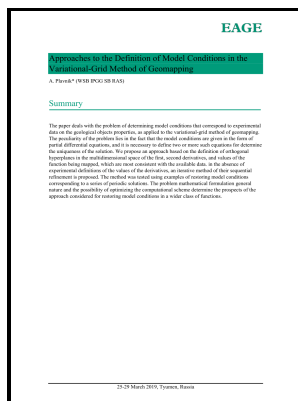 EAGE
Approaches to the Definition of Model Conditions in the
Variational-Grid Method of Geomapping
A. Plavnik* (WSB IPGG SB RAS)
Summary
The paper deals with the problem of determining model conditions that correspond to experimental
data on the geological objects properties, as applied to the variational-grid method of geomapping.
The peculiarity of the problem lies in the fact that the model conditions are given in the form of
partial differential equations, and it is necessary to define two or more such equations for determine
the uniqueness of the solution. We propose an approach based on the definition of orthogonal
hyperplanes in the multidimensional space of the first, second derivatives, and values of the
function being mapped, which are most consistent with the available data. in the absence of
experimental definitions of the values of the derivatives, an iterative method of their sequential
refinement is proposed. The method was tested using examples of restoring model conditions
corresponding to a series of periodic solutions. The problem mathematical formulation general
nature and the possibility of optimizing the computational scheme determine the prospects of the
approach considered for restoring model conditions in a wider class of functions.
25-29 March 2019, Tyumen, Russia